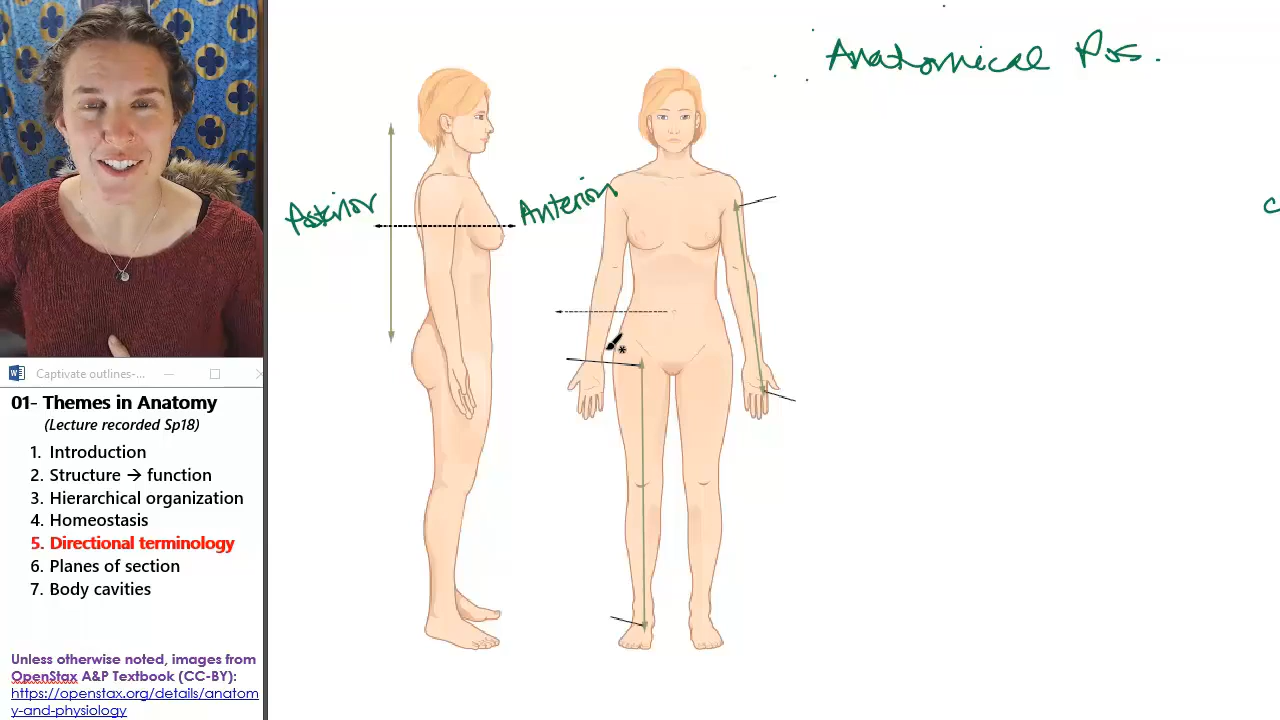 Anatomical Pos.
Posterior
Anterior
Captivate outlines-...
01- Themes in Anatomy
(Lecture recorded Sp18)
1. Introduction
2. Structure → function
3. Hierarchical organization
4. Homeostasis
5. Directional terminology
6. Planes of section
7. Body cavities
Unless otherwise noted, images from
OpenStax A&P Textbook (CC-BY):
https://openstax.org/details/anatom
y-and-physiology